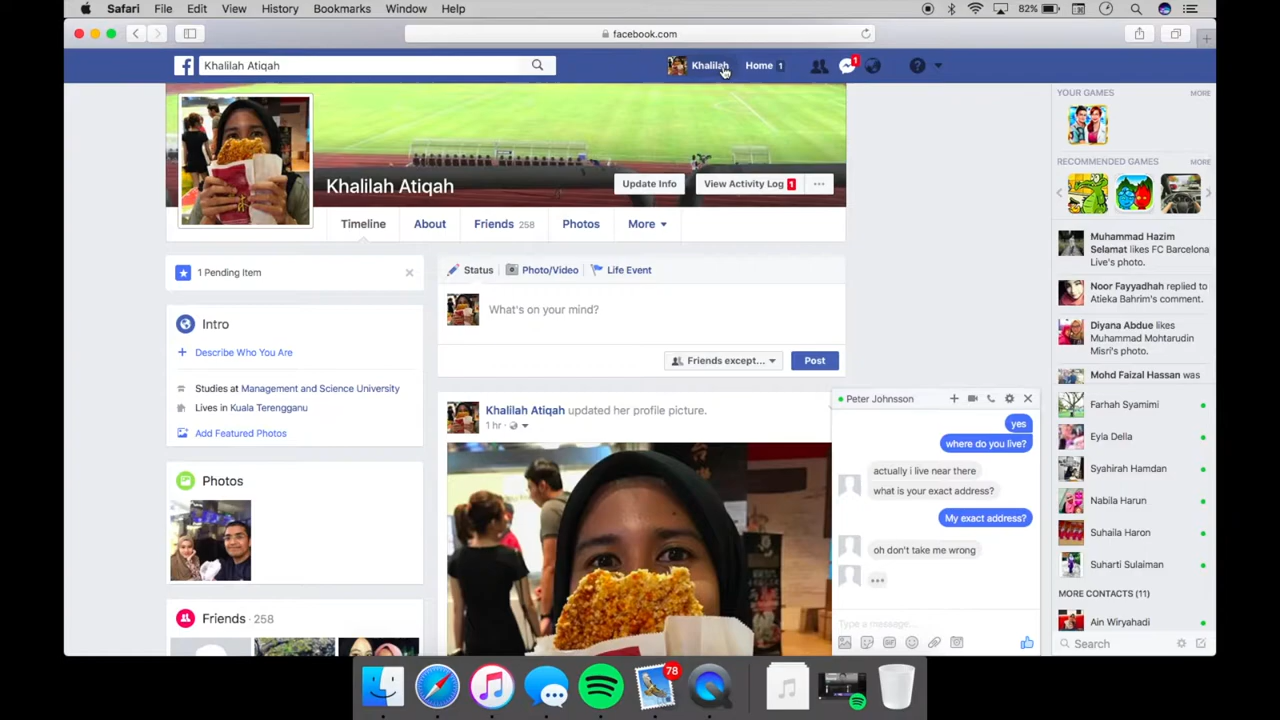 Safari File Edit View History Bookmarks Window Help 82%
facebook.com
Khalilah Atiqah
Khalilah Home 1 1
Khalilah Atiqah
Update Info View Activity Log 1
Timeline About Friends 258 Photos More
1 Pending Item
Intro
Describe Who You Are
Studies at Management and Science University
Lives in Kuala Terengganu
Add Featured Photos
Photos
Friends · 258
Status Photo/Video Life Event
What's on your mind?
Friends except... Post
Khalilah Atiqah updated her profile picture.
1 hr ·
Peter Johnsson
yes
where do you live?
actually i live near there
what is your exact address?
My exact address?
oh don't take me wrong
Type a message...
GIF
YOUR GAMES MORE
RECOMMENDED GAMES MORE
Muhammad Hazim
Selamat likes FC Barcelona
Live's photo.
Noor Fayyadhah replied to
Atieka Bahrim's comment.
Diyana Abdue likes
Muhammad Mohtarudin
Misri's photo.
Mohd Faizal Hassan was
Farhah Syamimi
Eyla Della
Syahirah Hamdan
Nabila Harun
Suhaila Haron
Suharti Sulaiman
MORE CONTACTS (11)
Ain Wiryahadi
Search
78